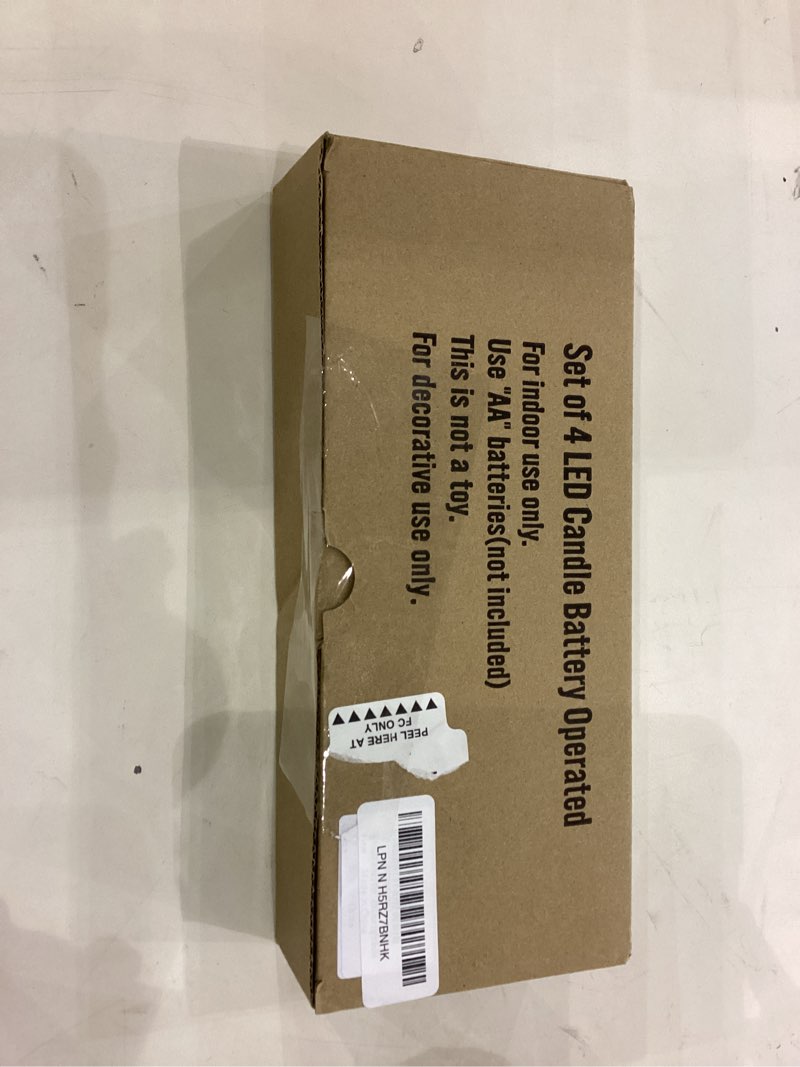 Set of 4 LED Candle Battery Operated
For indoor use only.
Use "AA" batteries(not included)
This is not a toy.
For decorative use only.
PEEL HERE AT
FC ONLY
LPN N H5RZ7BNHK